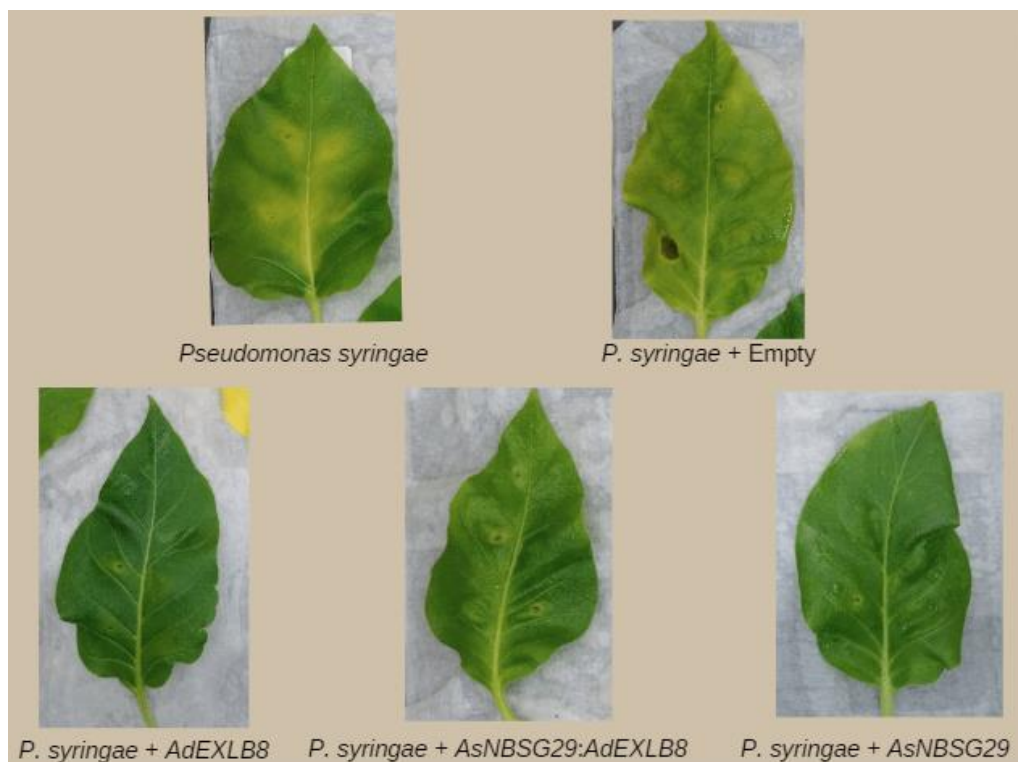 Pseudomonas syringae
P. syringae + Empty
P. syringae + AdEXLB8
P. syringae + AsNBSG29:AdEXLB8
P. syringae + AsNBSG29